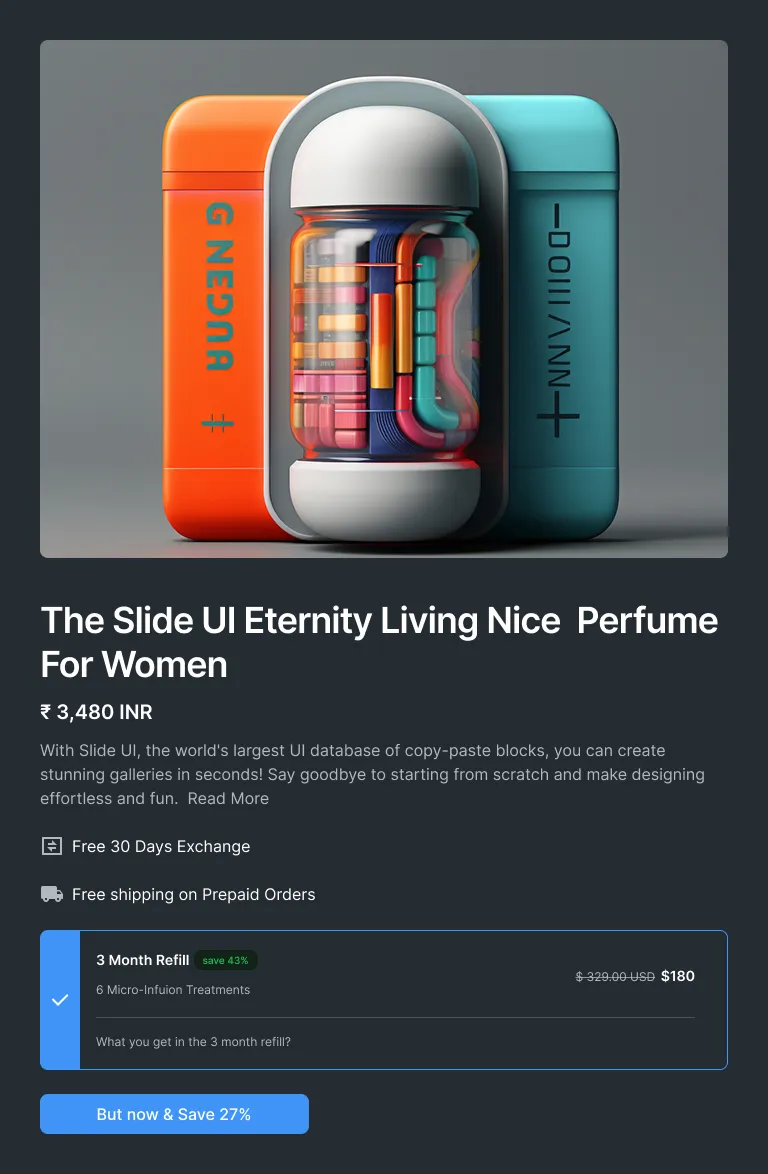 The Slide UI Eternity Living Nice  Perfume
For Women
₹ 3,480 INR
With Slide UI, the world's largest UI database of copy-paste blocks, you can create
stunning galleries in seconds! Say goodbye to starting from scratch and make designing
effortless and fun.  Read More
Free 30 Days Exchange
Free shipping on Prepaid Orders
3 Month Refill save 43%
$ 329.00 USD $180
6 Micro-Infuion Treatments
What you get in the 3 month refill?
But now & Save 27%